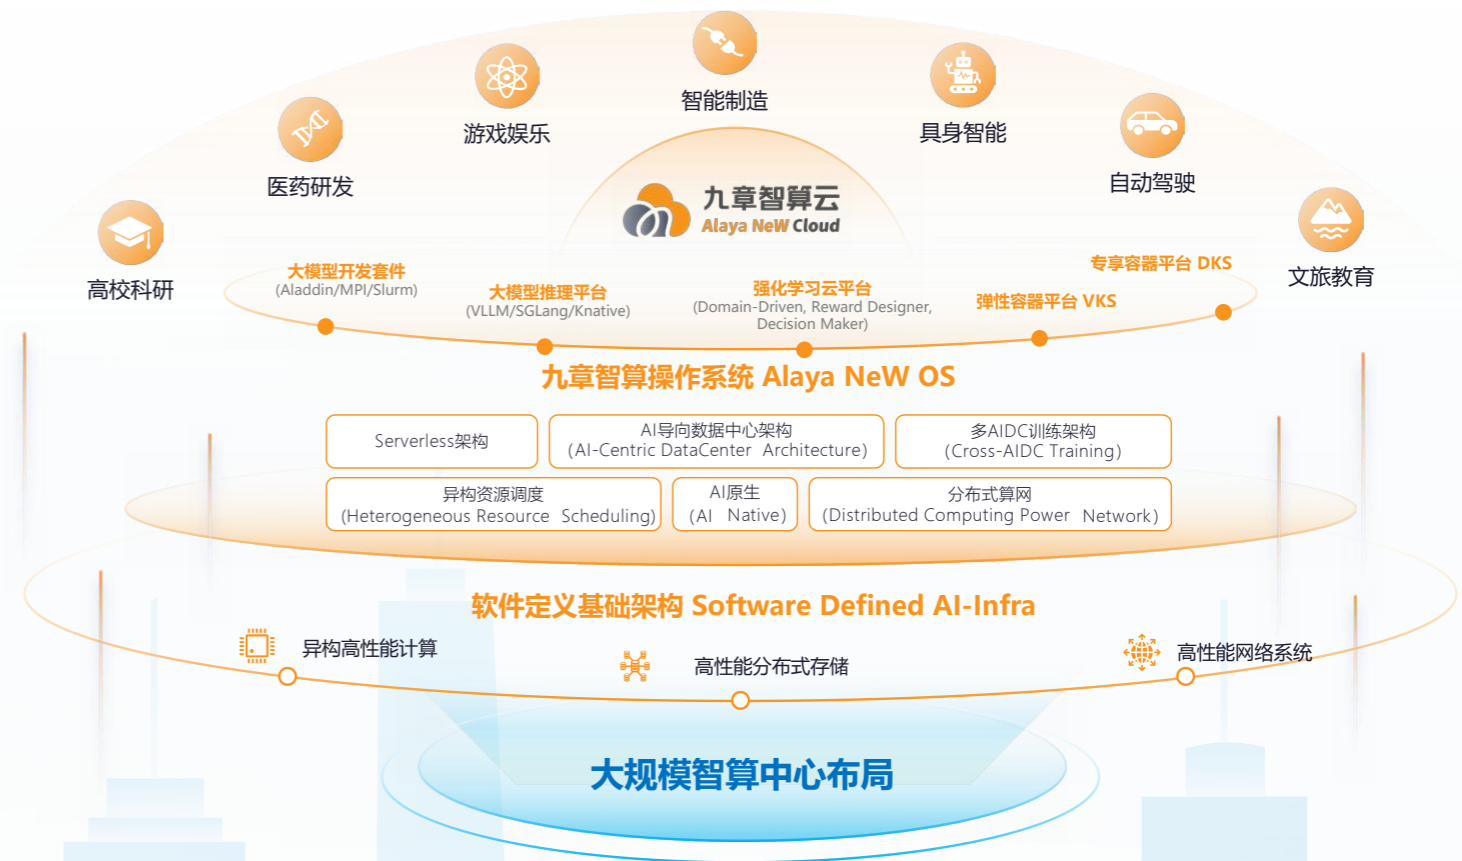 智能制造
游戏娱乐
具身智能
医药研发
自动驾驶
高校科研
文旅教育
九章智算云
Alaya NeW Cloud
大模型开发套件
(Aladdin/MPI/Slurm)
大模型推理平台
(VLLM/SGLang/Knative)
强化学习云平台
(Domain-Driven, Reward Designer,
Decision Maker)
弹性容器平台 VKS
专享容器平台 DKS
九章智算操作系统 Alaya NeW OS
Serverless架构
AI导向数据中心架构
(AI-Centric DataCenter Architecture)
多AIDC训练架构
(Cross-AIDC Training)
异构资源调度
(Heterogeneous Resource Scheduling)
AI原生
(AI Native)
分布式算网
(Distributed Computing Power Network)
软件定义基础架构 Software Defined AI-Infra
异构高性能计算
高性能分布式存储
高性能网络系统
大规模智算中心布局